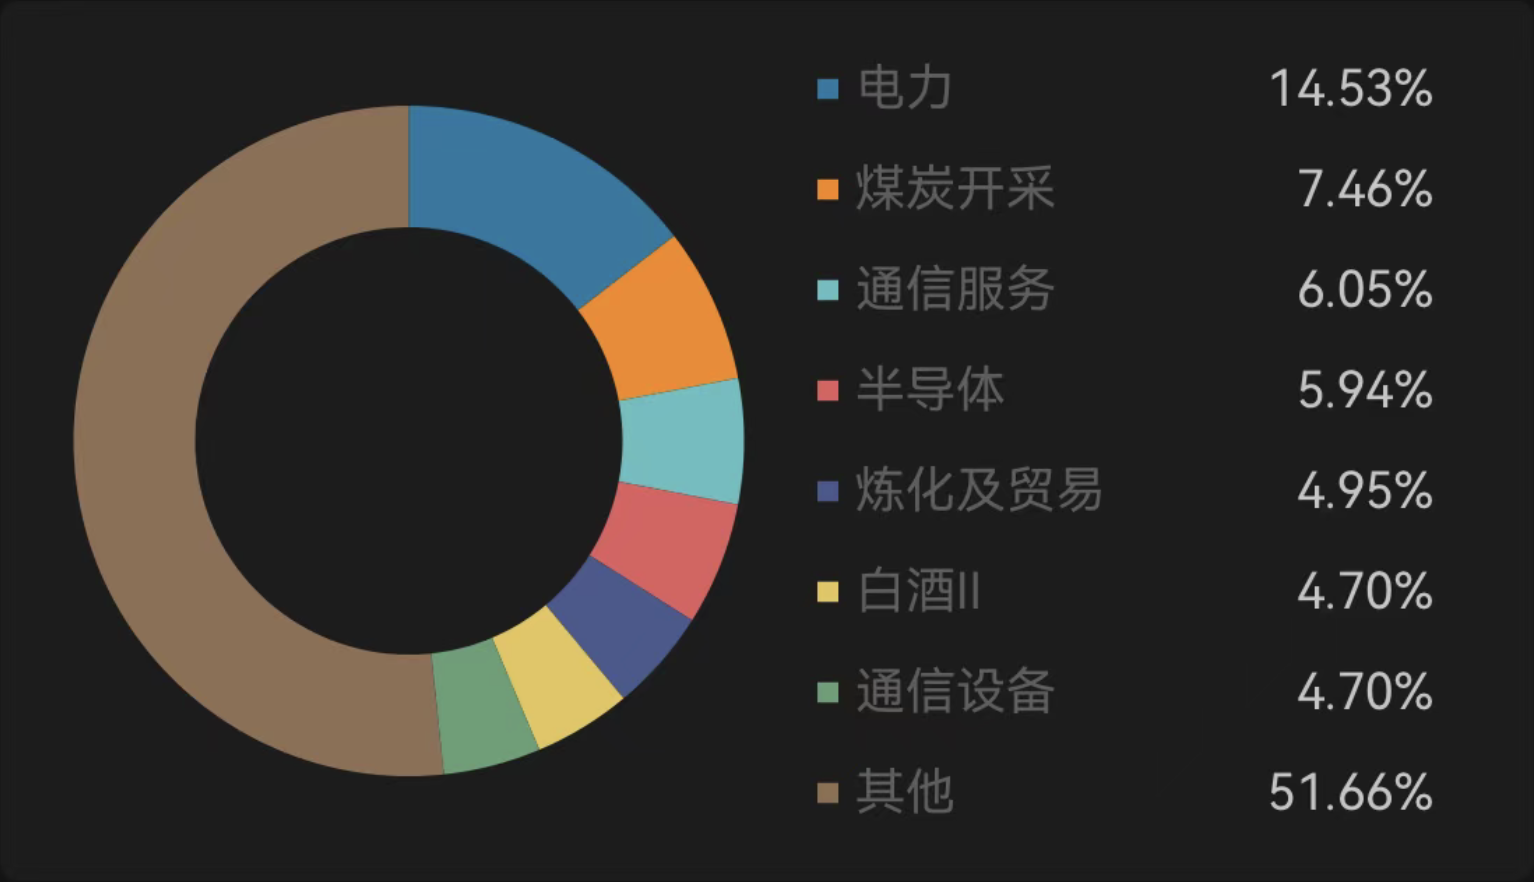 电力 14.53%
煤炭开采 7.46%
通信服务 6.05%
半导体 5.94%
炼化及贸易 4.95%
白酒II 4.70%
通信设备 4.70%
其他 51.66%